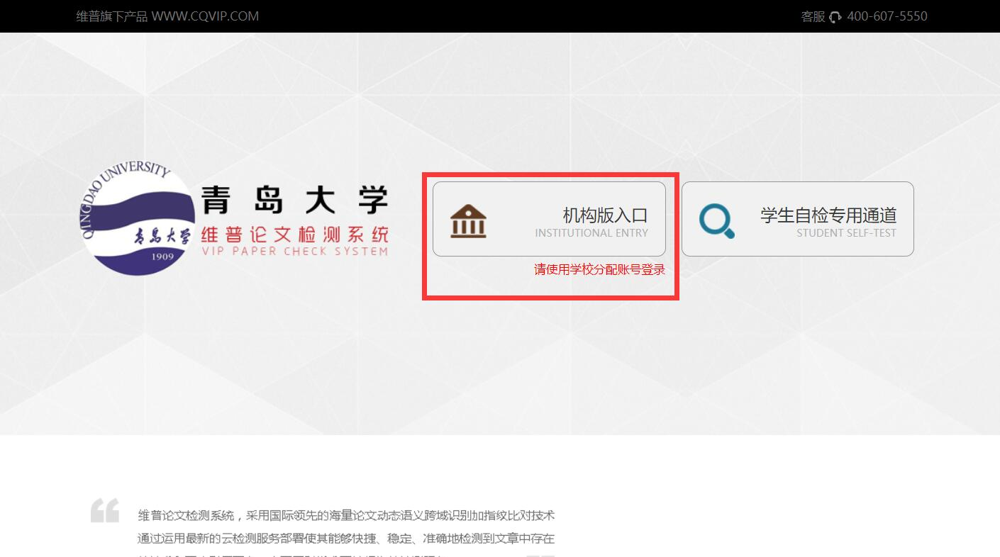 维普旗下产品 WWW.CQVIP.COM
客服 400-607-5550
QINGDAO UNIVERSITY
青岛大学
1909
青岛大学
维普论文检测系统
VIP PAPER CHECK SYSTEM
机构版入口
INSTITUTIONAL ENTRY
请使用学校分配账号登录
学生自检专用通道
STUDENT SELF-TEST
维普论文检测系统，采用国际领先的海量论文动态语义跨域识别加指纹比对技术
通过运用最新的云检测服务部署使其能够快捷、稳定、准确地检测到文章中存在